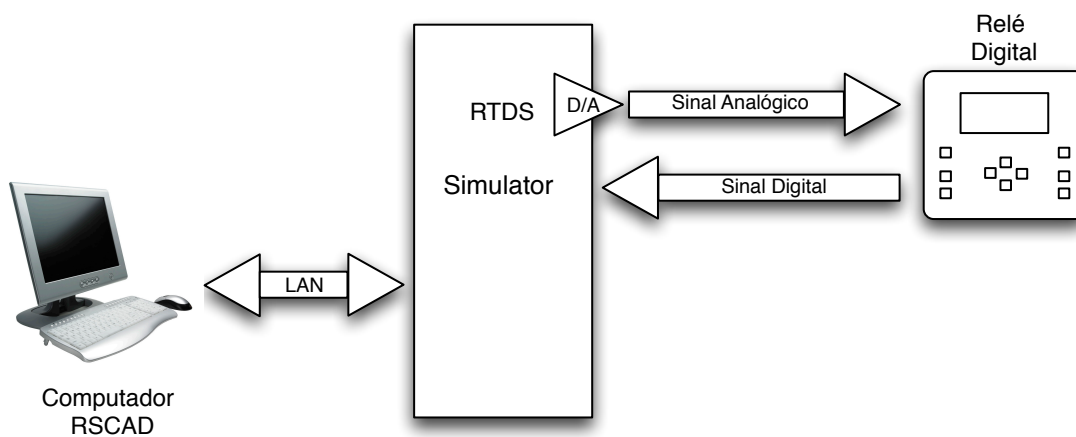 Relé
Digital
RTDS
D/A
Sinal Analógico
Simulator
Sinal Digital
LAN
Computador
RSCAD